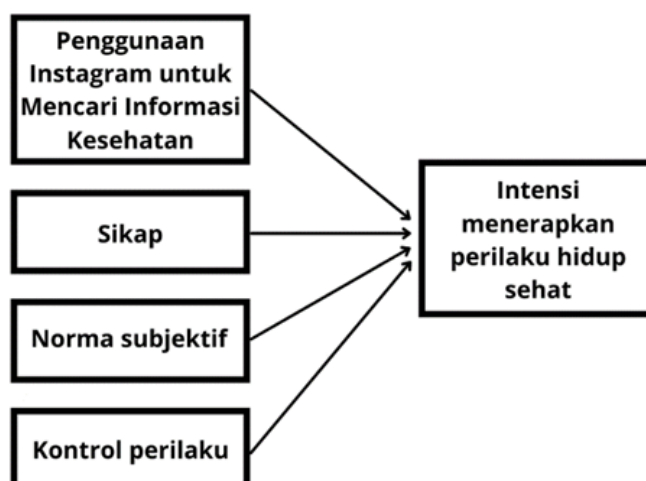 Penggunaan
Instagram untuk
Mencari Informasi
Kesehatan
Sikap
Norma subjektif
Kontrol perilaku
Intensi
menerapkan
perilaku hidup
sehat